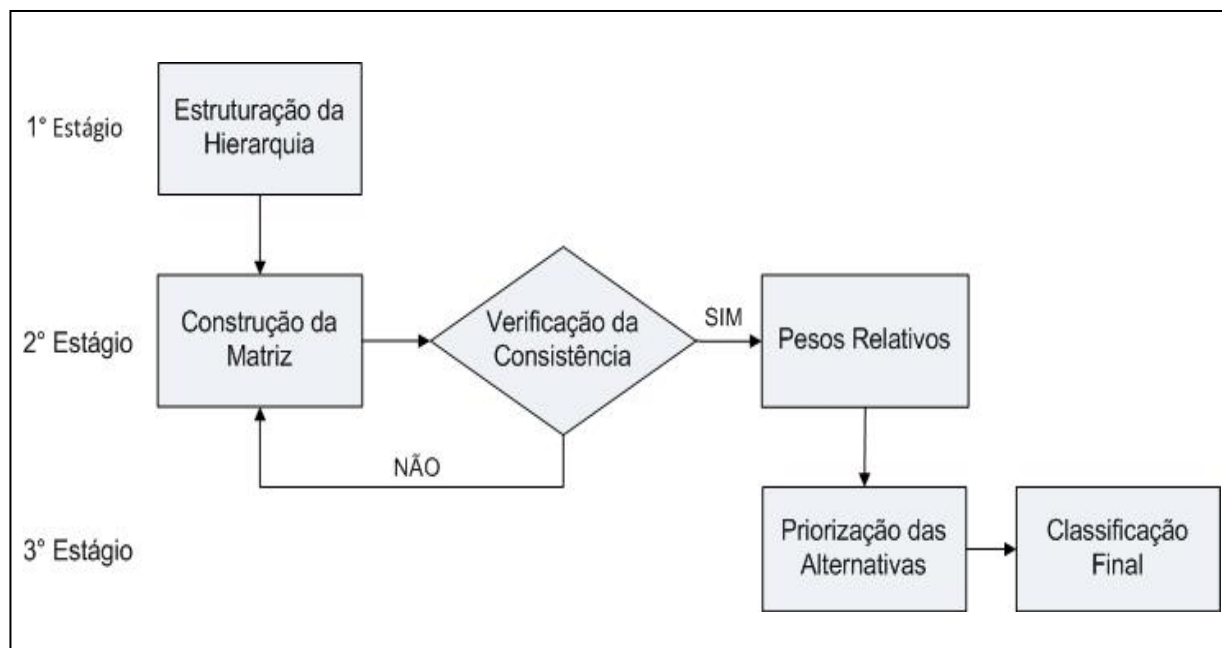 1° Estágio
Estruturação da
Hierarquia
2° Estágio
Construção da
Matriz
Verificação da
Consistência
SIM
Pesos Relativos
NÃO
3° Estágio
Priorização das
Alternativas
Classificação
Final